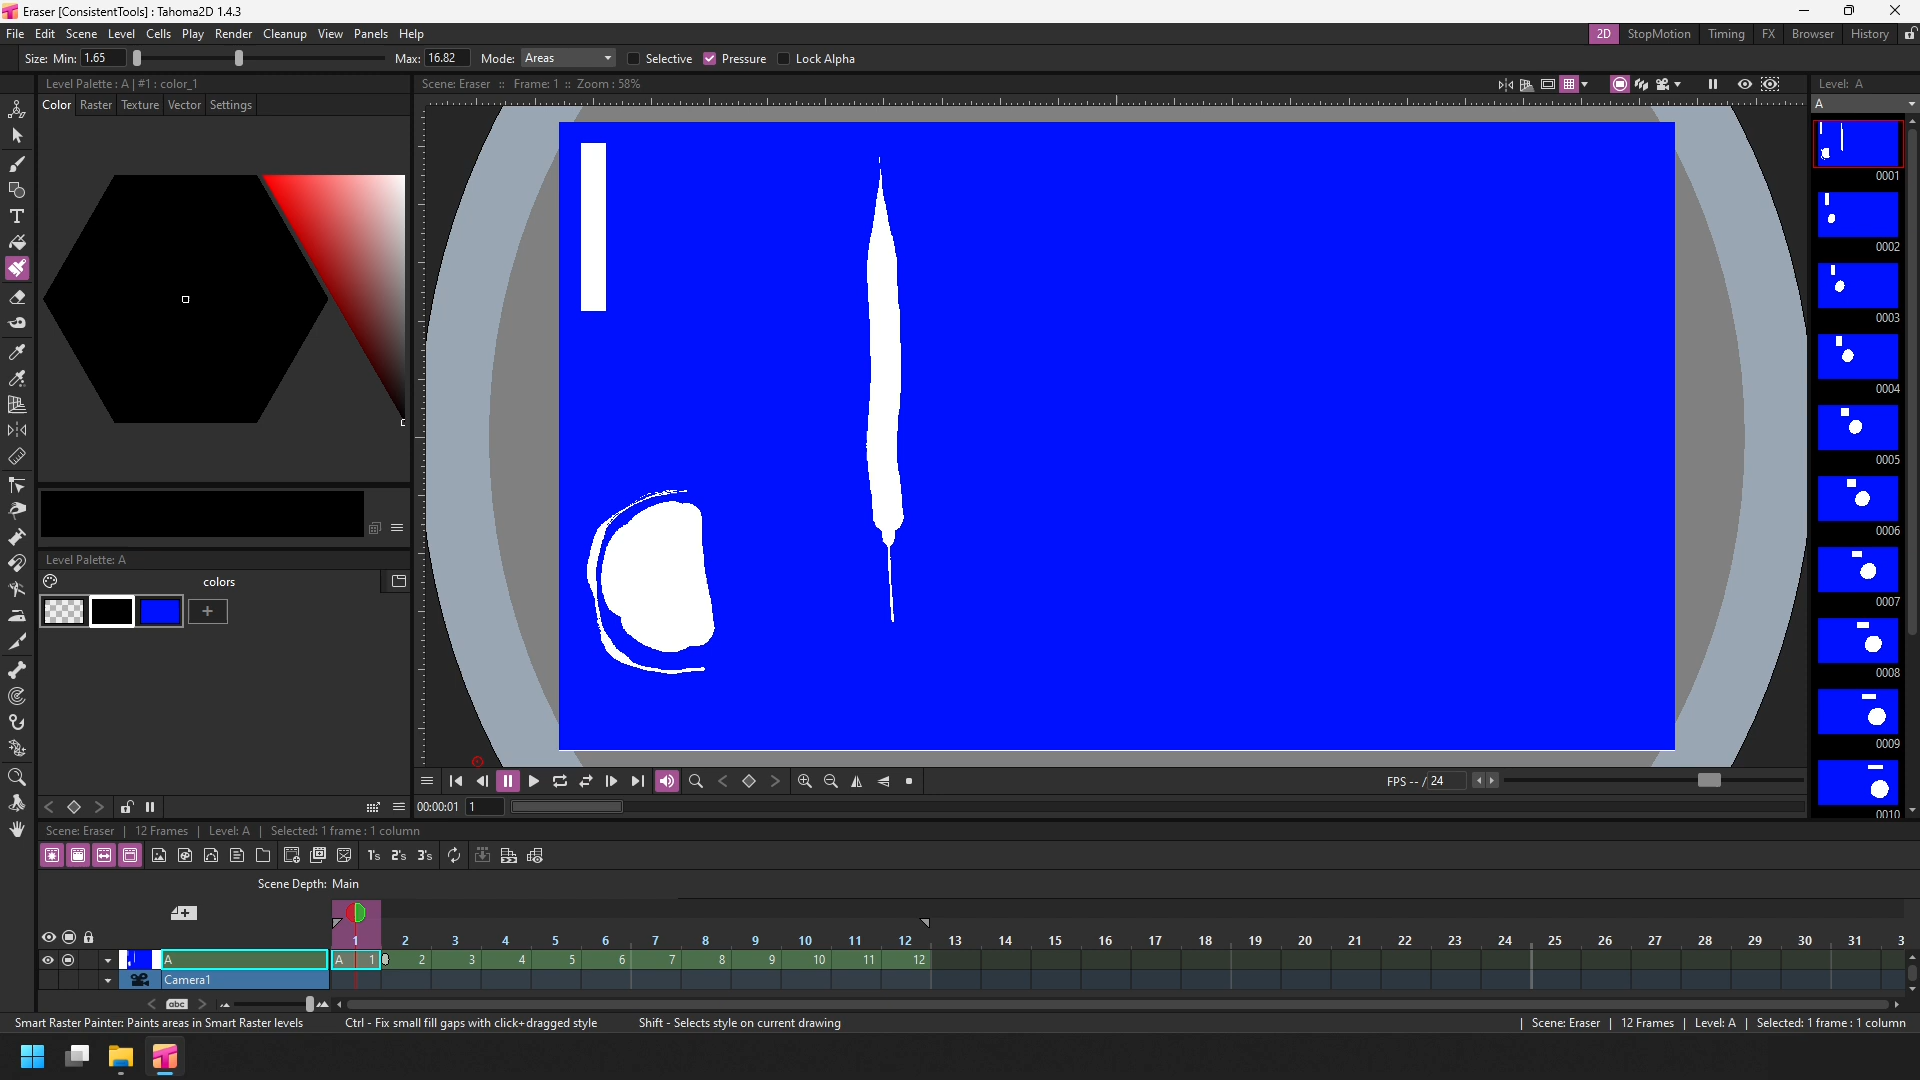 Eraser [ConsistentTools] : Tahoma2D 1.4.3
File Edit Scene Level Cells Play Render Cleanup View Panels Help
2D StopMotion Timing FX Browser History
Size: Min: 1.65 Max: 16.82 Mode: Areas Selective Pressure Lock Alpha
Level Palette : A | #1 : color_1
Scene: Eraser :: Frame: 1 :: Zoom : 58%
Level: A
Color Raster Texture Vector Settings
A
0001
0002
0003
0004
0005
0006
0007
0008
0009
0010
Level Palette: A
colors
+
FPS -- / 24
00:00:01 1
Scene: Eraser | 12 Frames | Level: A | Selected: 1 frame : 1 column
1's 2's 3's
Scene Depth: Main
1 2 3 4 5 6 7 8 9 10 11 12 13 14 15 16 17 18 19 20 21 22 23 24 25 26 27 28 29 30 31 3
A A 1 2 3 4 5 6 7 8 9 10 11 12
Camera1
abc
Smart Raster Painter: Paints areas in Smart Raster levels Ctrl - Fix small fill gaps with click+dragged style Shift - Selects style on current drawing | Scene: Eraser | 12 Frames | Level: A | Selected: 1 frame : 1 column